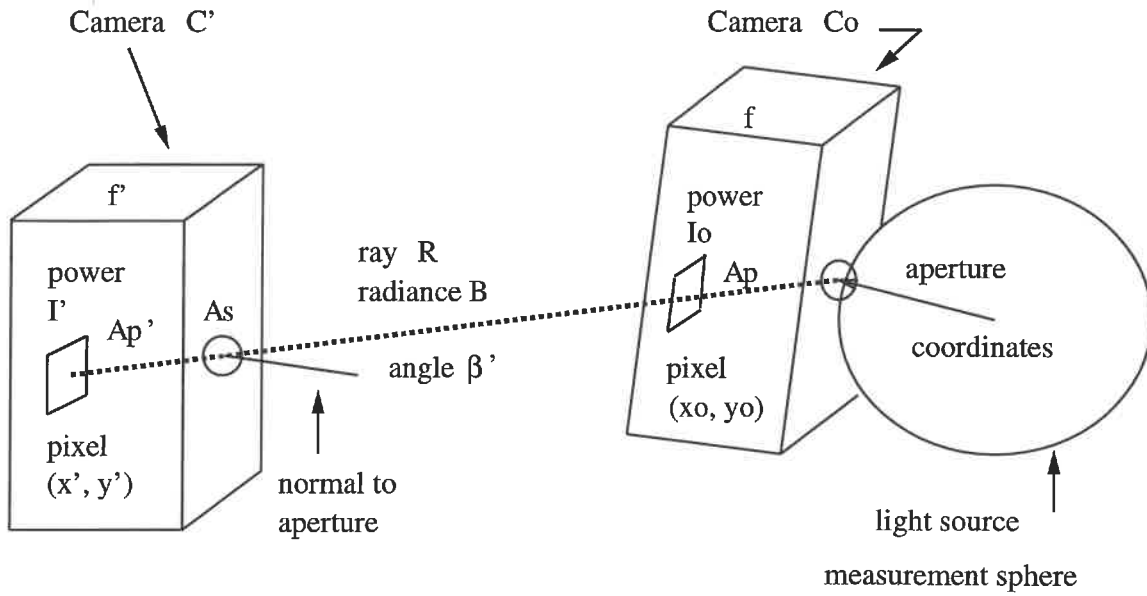 Camera C'
Camera Co
f'
f
power
I'
Ap'
As
ray R
radiance B
power
Io
Ap
aperture
coordinates
angle β'
pixel
(x', y')
pixel
(xo, yo)
normal to
aperture
light source
measurement sphere